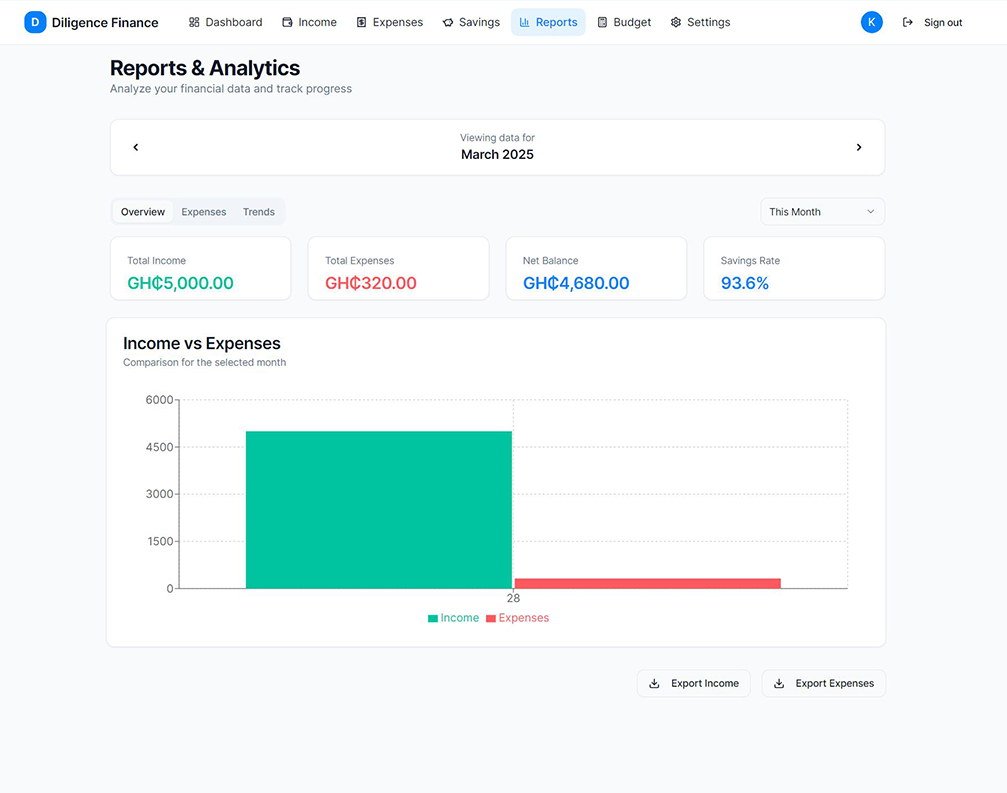 D Diligence Finance Dashboard Income Expenses Savings Reports Budget Settings K Sign out
Reports & Analytics
Analyze your financial data and track progress
Viewing data for
March 2025
Overview Expenses Trends This Month
Total Income Total Expenses Net Balance Savings Rate
GH₵5,000.00 GH₵320.00 GH₵4,680.00 93.6%
Income vs Expenses
Comparison for the selected month
6000
4500
3000
1500
0
28
Income Expenses
Export Income Export Expenses